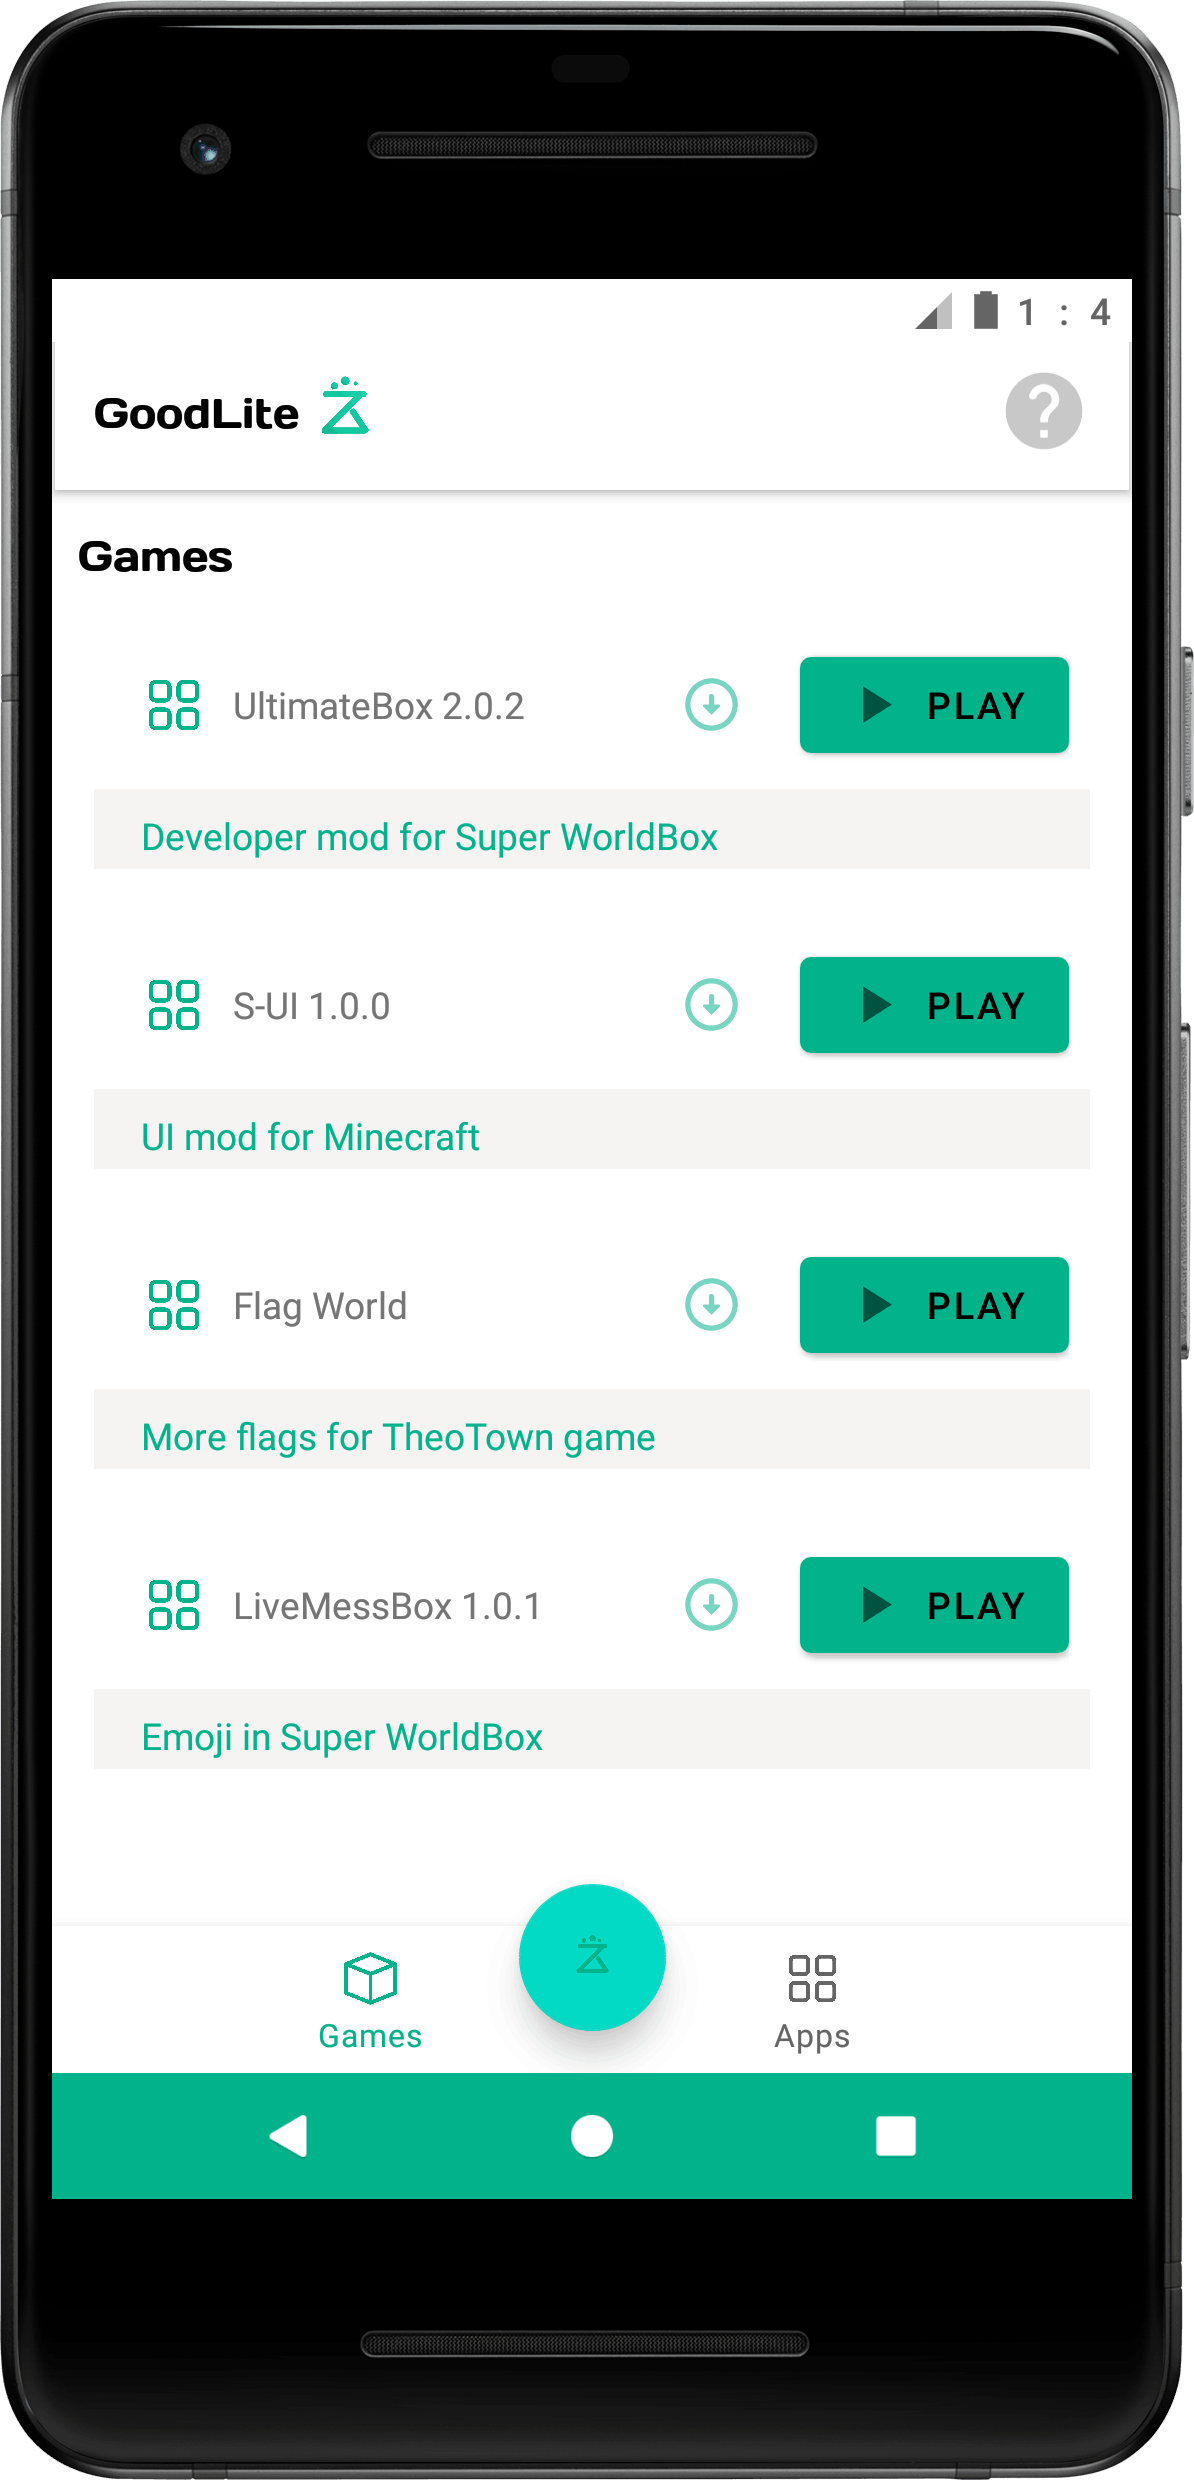 1 : 4
GoodLite
Games
UltimateBox 2.0.2
PLAY
Developer mod for Super WorldBox
S-UI 1.0.0
PLAY
UI mod for Minecraft
Flag World
PLAY
More flags for TheoTown game
LiveMessBox 1.0.1
PLAY
Emoji in Super WorldBox
Games
Apps